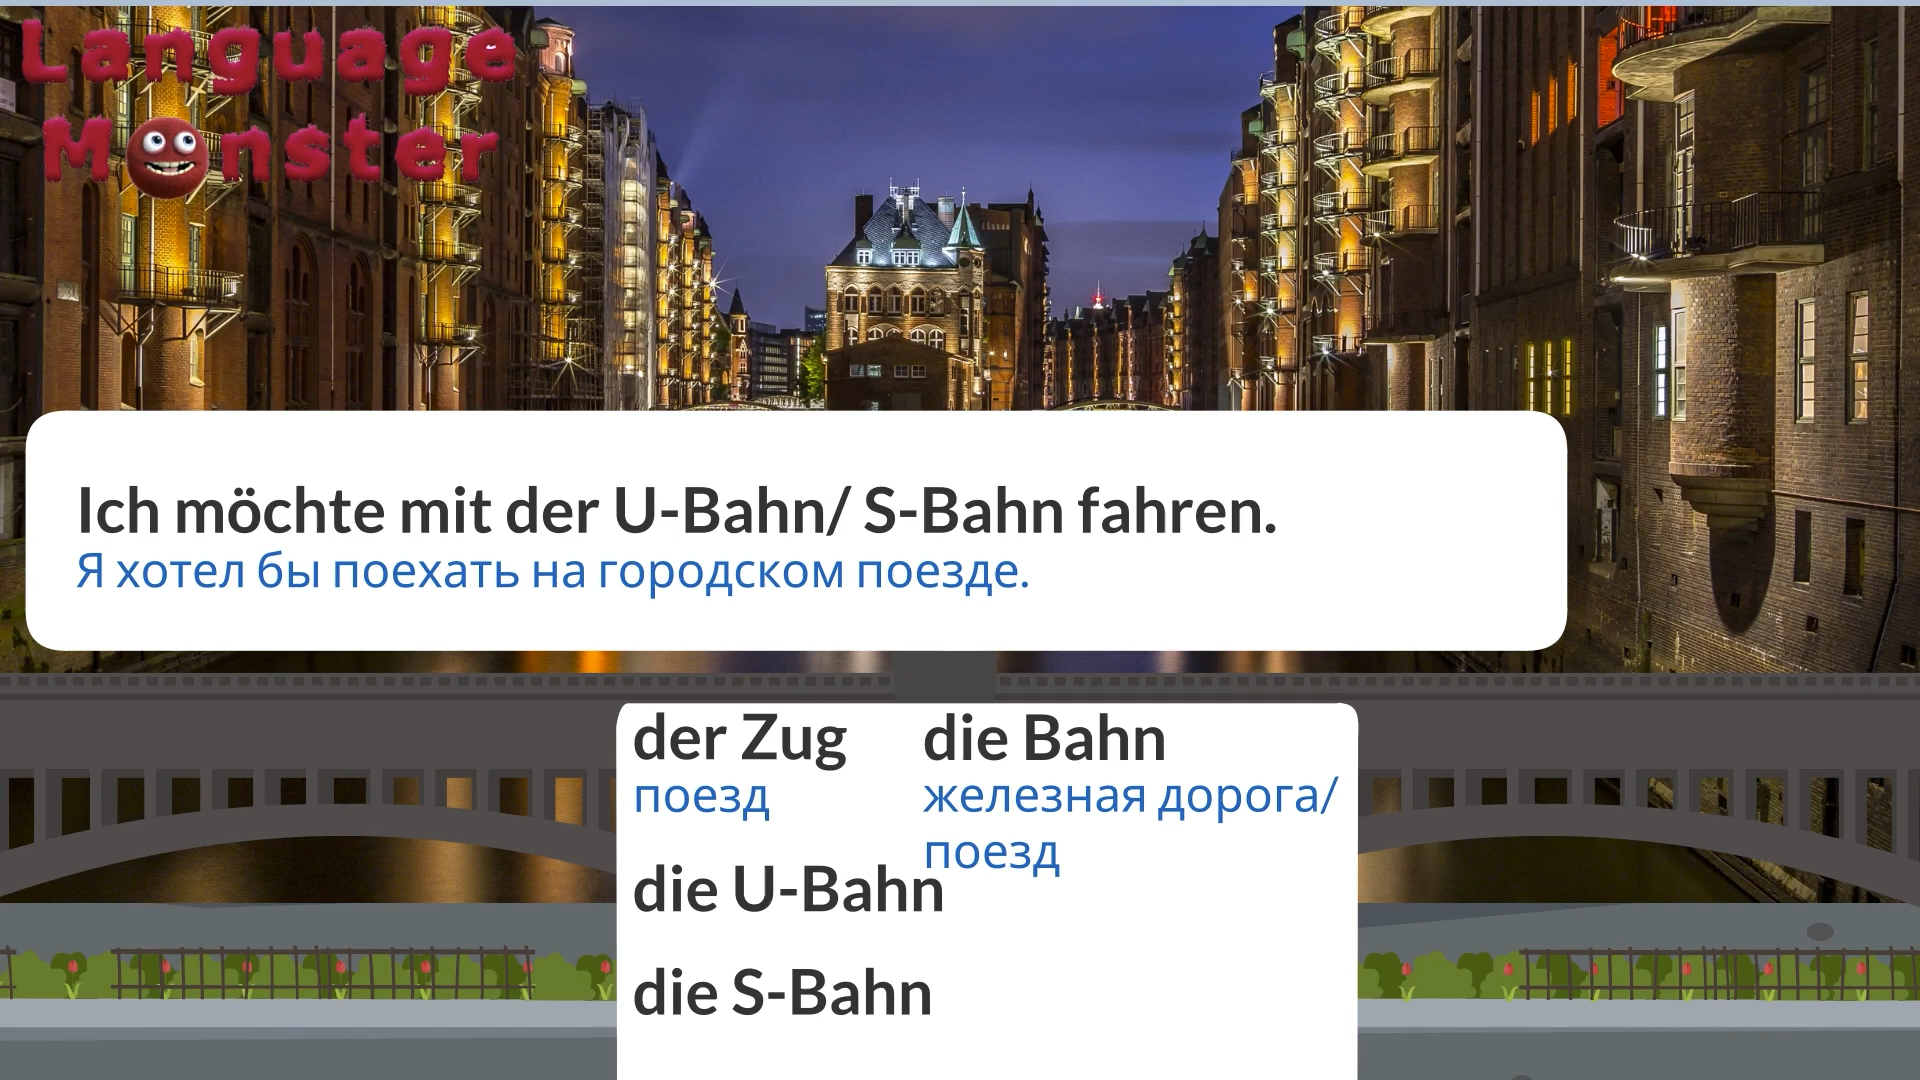 Language
Monster
Ich möchte mit der U-Bahn/ S-Bahn fahren.
Я хотел бы поехать на городском поезде.
der Zug
поезд
die Bahn
железная дорога/
поезд
die U-Bahn
die S-Bahn